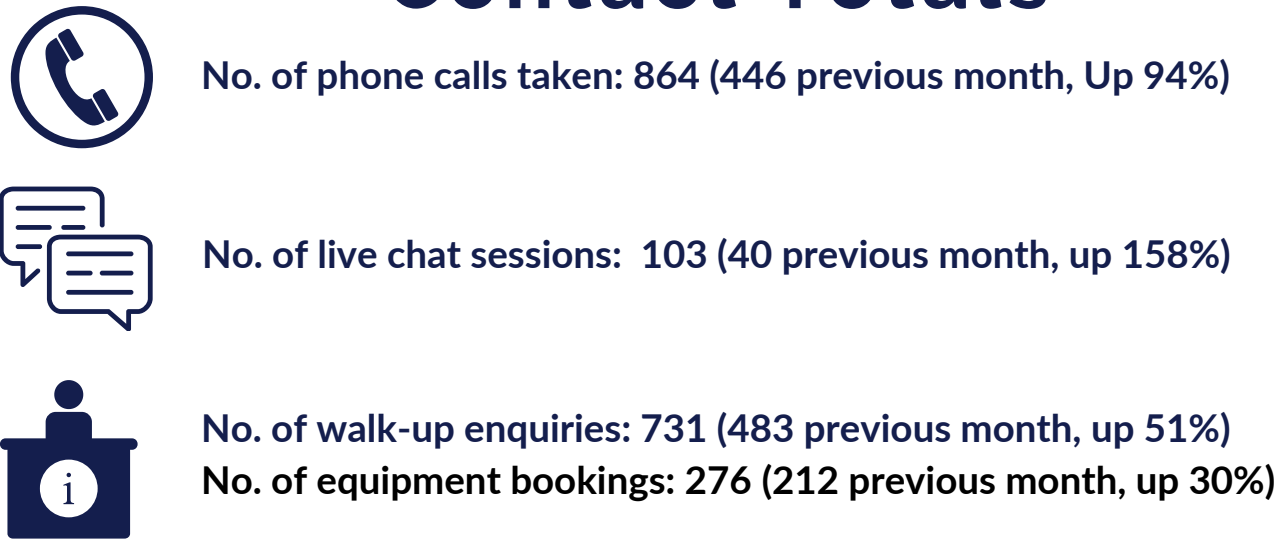 Contact Totals
No. of phone calls taken: 864 (446 previous month, Up 94%)
No. of live chat sessions:  103 (40 previous month, up 158%)
No. of walk-up enquiries: 731 (483 previous month, up 51%)
i
No. of equipment bookings: 276 (212 previous month, up 30%)